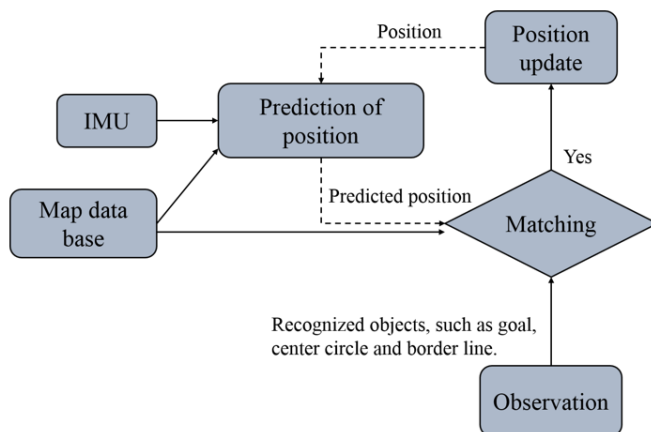 Position
Position
update
IMU
Prediction of
position
Yes
Predicted position
Map data
base
Matching
Recognized objects, such as goal,
center circle and border line.
Observation